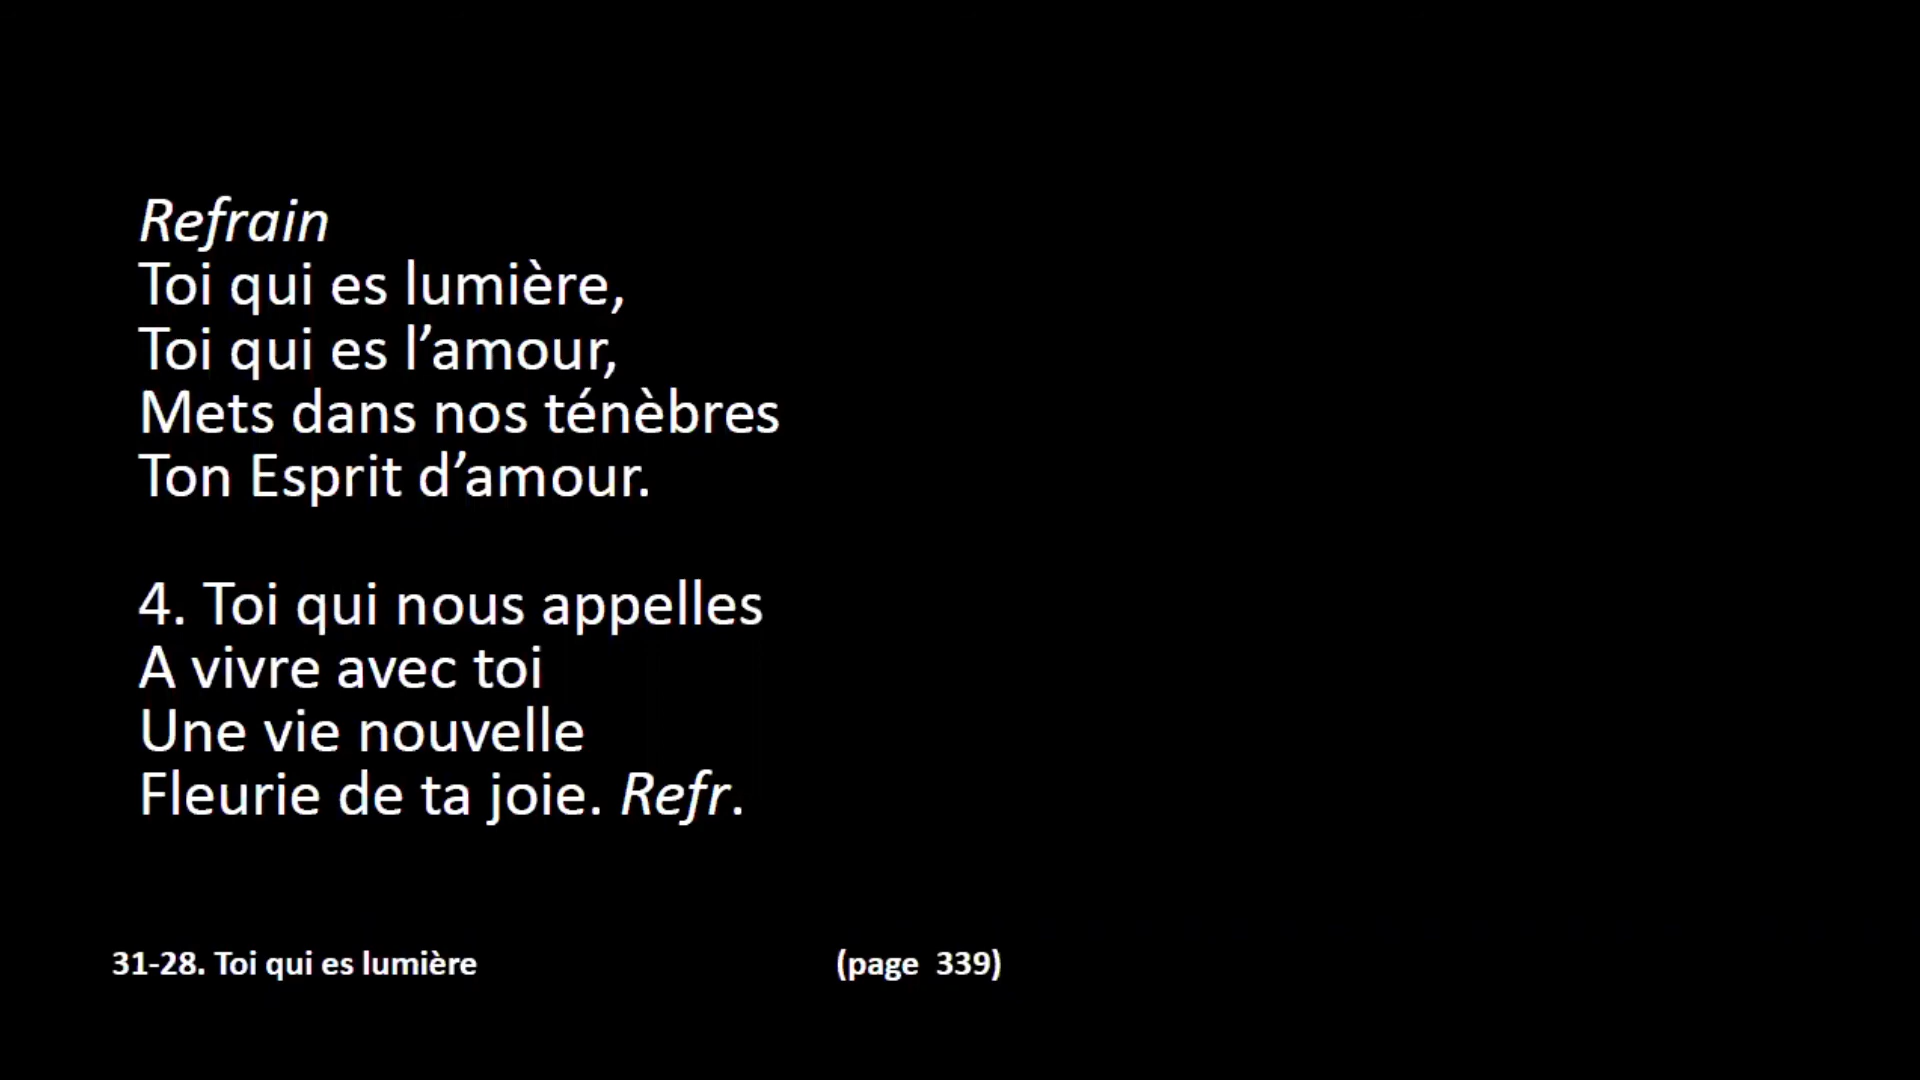 Refrain
Toi qui es lumière,
Toi qui es l’amour,
Mets dans nos ténèbres
Ton Esprit d’amour.
4. Toi qui nous appelles
A vivre avec toi
Une vie nouvelle
Fleurie de ta joie. Refr.
31-28. Toi qui es lumière (page 339)